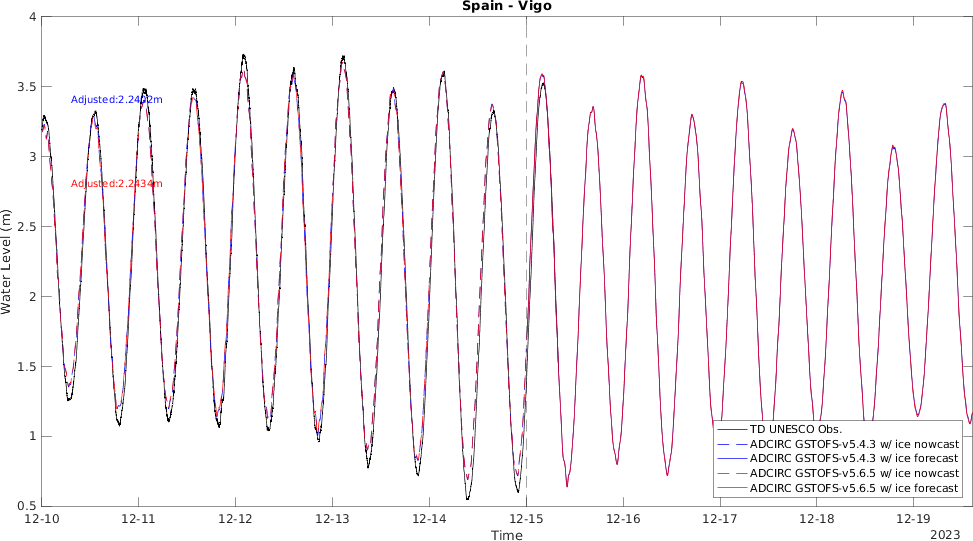 Spain - Vigo
4
3.5
3
2.5
2
1.5
1
0.5
Water Level (m)
Adjusted:2.2434m
TD UNESCO Obs.
ADCIRC GSTOFS-v5.4.3 w/ ice nowcast
ADCIRC GSTOFS-v5.4.3 w/ ice forecast
ADCIRC GSTOFS-v5.6.5 w/ ice nowcast
ADCIRC GSTOFS-v5.6.5 w/ ice forecast
12-10 12-11 12-12 12-13 12-14 12-15 12-16 12-17 12-18 12-19
Time
2023